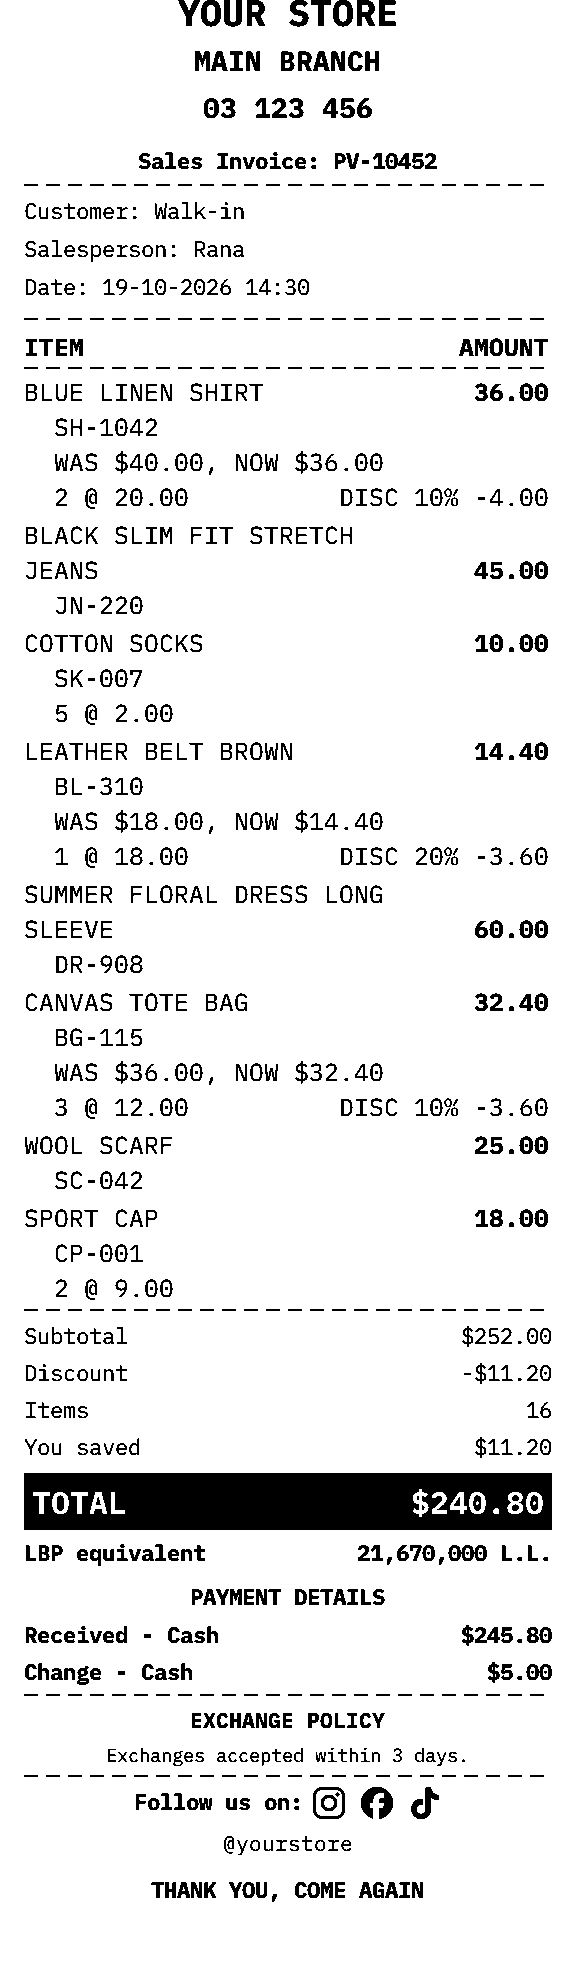 YOUR STORE
MAIN BRANCH
03 123 456
Sales Invoice: PV-10452
Customer: Walk-in
Salesperson: Rana
Date: 19-10-2026 14:30
ITEM AMOUNT
BLUE LINEN SHIRT 36.00
SH-1042
WAS $40.00, NOW $36.00
2 @ 20.00 DISC 10% -4.00
BLACK SLIM FIT STRETCH
JEANS 45.00
JN-220
COTTON SOCKS 10.00
SK-007
5 @ 2.00
LEATHER BELT BROWN 14.40
BL-310
WAS $18.00, NOW $14.40
1 @ 18.00 DISC 20% -3.60
SUMMER FLORAL DRESS LONG
SLEEVE 60.00
DR-908
CANVAS TOTE BAG 32.40
BG-115
WAS $36.00, NOW $32.40
3 @ 12.00 DISC 10% -3.60
WOOL SCARF 25.00
SC-042
SPORT CAP 18.00
CP-001
2 @ 9.00
Subtotal $252.00
Discount -$11.20
Items 16
You saved $11.20
TOTAL $240.80
LBP equivalent 21,670,000 L.L.
PAYMENT DETAILS
Received - Cash $245.80
Change - Cash $5.00
EXCHANGE POLICY
Exchanges accepted within 3 days.
Follow us on:
@yourstore
THANK YOU, COME AGAIN